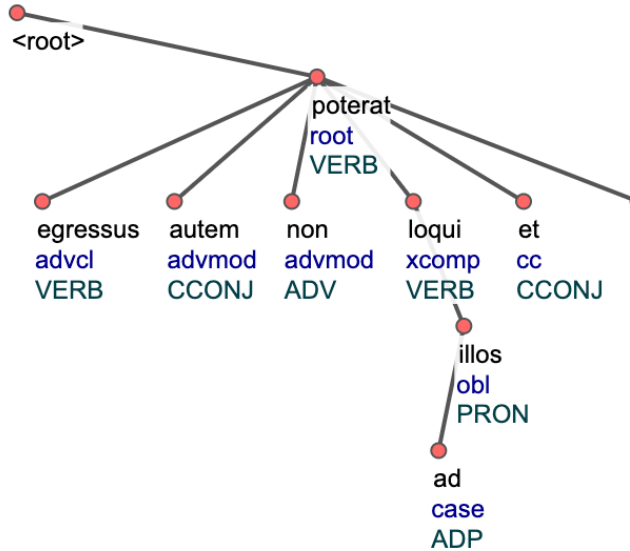 <root>
poterat
root
VERB
egressus autem non loqui et
advcl advmod advmod xcomp cc
VERB CCONJ ADV VERB CCONJ
illos
obl
PRON
ad
case
ADP